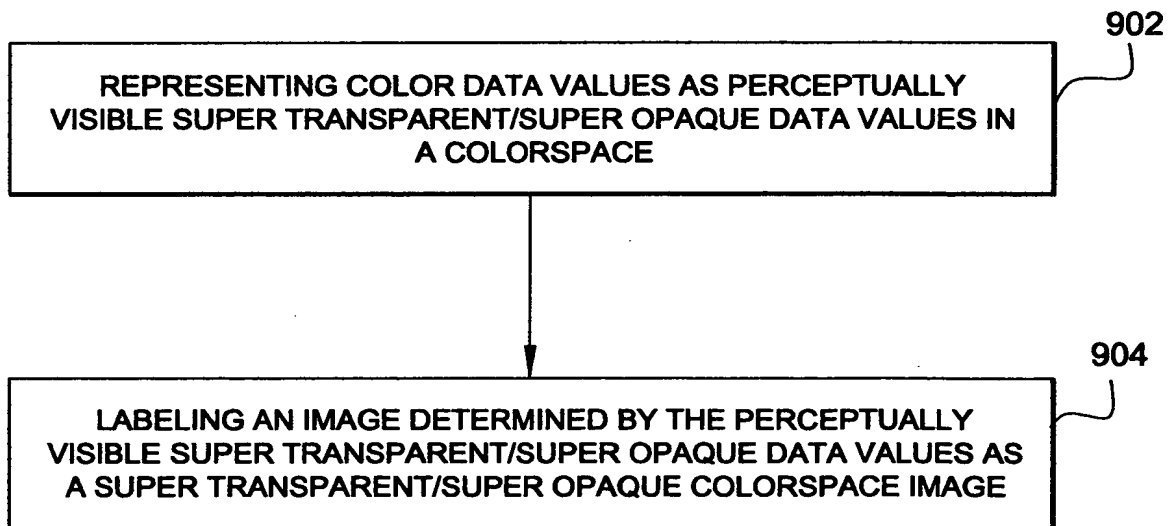 902
REPRESENTING COLOR DATA VALUES AS PERCEPTUALLY
VISIBLE SUPER TRANSPARENT/SUPER OPAQUE DATA VALUES IN
A COLORSPACE
904
LABELING AN IMAGE DETERMINED BY THE PERCEPTUALLY
VISIBLE SUPER TRANSPARENT/SUPER OPAQUE DATA VALUES AS
A SUPER TRANSPARENT/SUPER OPAQUE COLORSPACE IMAGE